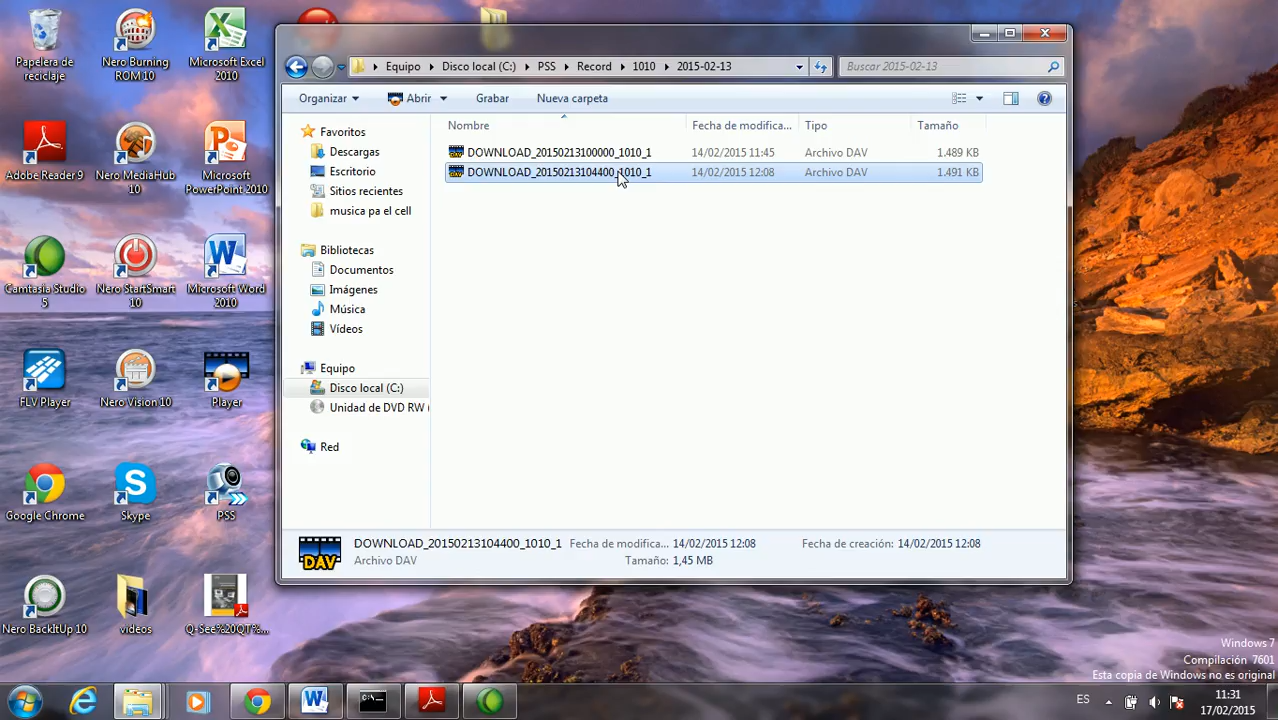 Papelera de
reciclaje
Nero Burning
ROM 10
Microsoft Excel
2010
Adobe Reader 9
Nero MediaHub
10
Microsoft
PowerPoint 2010
Camtasia Studio
5
Nero StartSmart
10
Microsoft Word
2010
FLV Player
Nero Vision 10
Player
Google Chrome
Skype
PSS
Nero BackItUp 10
videos
Q-See%20QT%...
Equipo
Disco local (C:)
PSS
Record
1010
2015-02-13
Buscar 2015-02-13
Organizar
Abrir
Grabar
Nueva carpeta
Nombre
Fecha de modifica...
Tipo
Tamaño
DOWNLOAD_20150213100000_1010_1
14/02/2015 11:45
Archivo DAV
1.489 KB
DOWNLOAD_20150213104400_1010_1
14/02/2015 12:08
Archivo DAV
1.491 KB
Favoritos
Descargas
Escritorio
Sitios recientes
musica pa el cell
Bibliotecas
Documentos
Imágenes
Música
Vídeos
Equipo
Disco local (C:)
Unidad de DVD RW (
Red
DAV
DOWNLOAD_20150213104400_1010_1
Fecha de modifica... 14/02/2015 12:08
Fecha de creación: 14/02/2015 12:08
Archivo DAV
Tamaño: 1,45 MB
Windows 7
Compilación 7601
Esta copia de Windows no es original
ES
11:31
17/02/2015